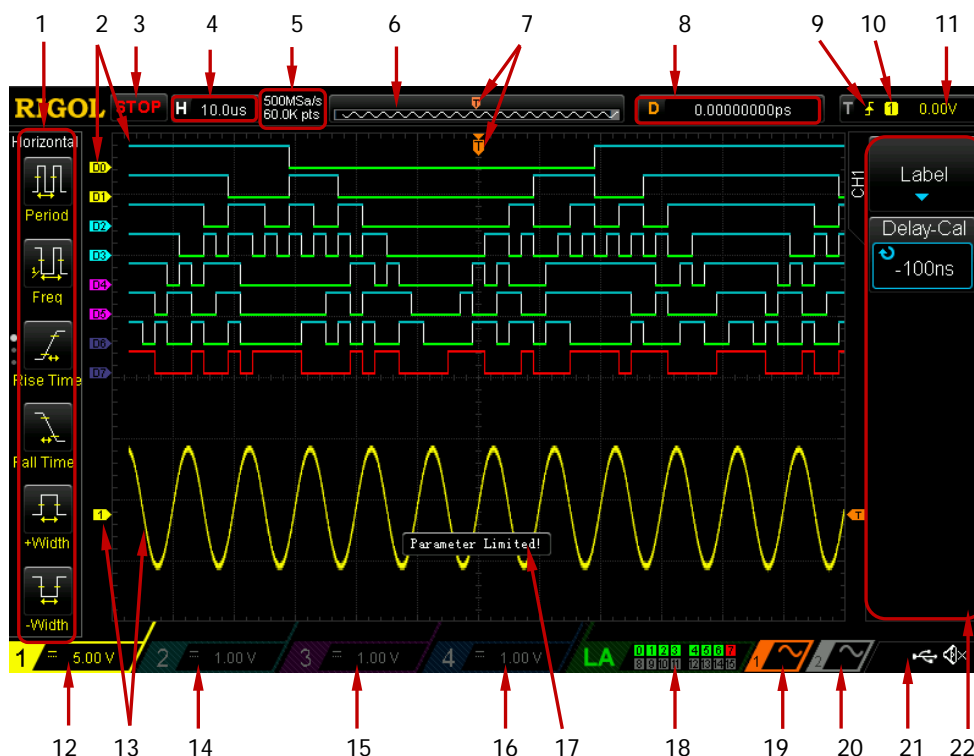 1 2 3 4 5 6 7 8 9 10 11
RIGOL STOP H 10.0us 500MSa/s T D 0.00000000ps T 1 0.00V
60.0K pts
Horizontal
T
CH1
Label
D0
D1
Period
D2
Delay-Cal
-100ns
D3
D4
Freq
D5
D6
D7
Rise Time
Fall Time
1
T
+Width
Parameter Limited!
-Width
1 5.00 V 2 1.00 V 3 1.00 V 4 1.00 V LA 0 1 2 3 4 5 6 7 1 2
8 9 10 11 12 13 14 15
12 13 14 15 16 17 18 19 20 21 22